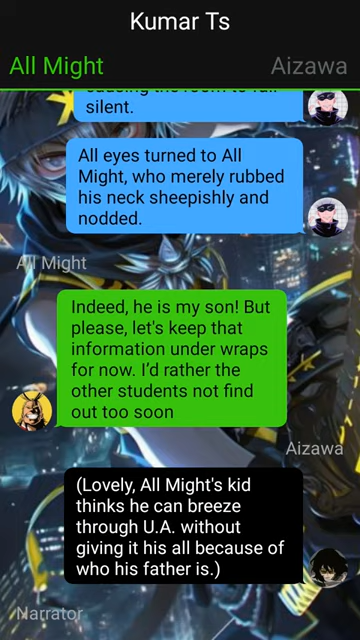 Kumar Ts
All Might
Aizawa
silent.
All eyes turned to All
Might, who merely rubbed
his neck sheepishly and
nodded.
All Might
Indeed, he is my son! But
please, let's keep that
information under wraps
for now. I'd rather the
other students not find
out too soon
Aizawa
(Lovely, All Might's kid
thinks he can breeze
through U.A. without
giving it his all because of
who his father is.)
Narrator